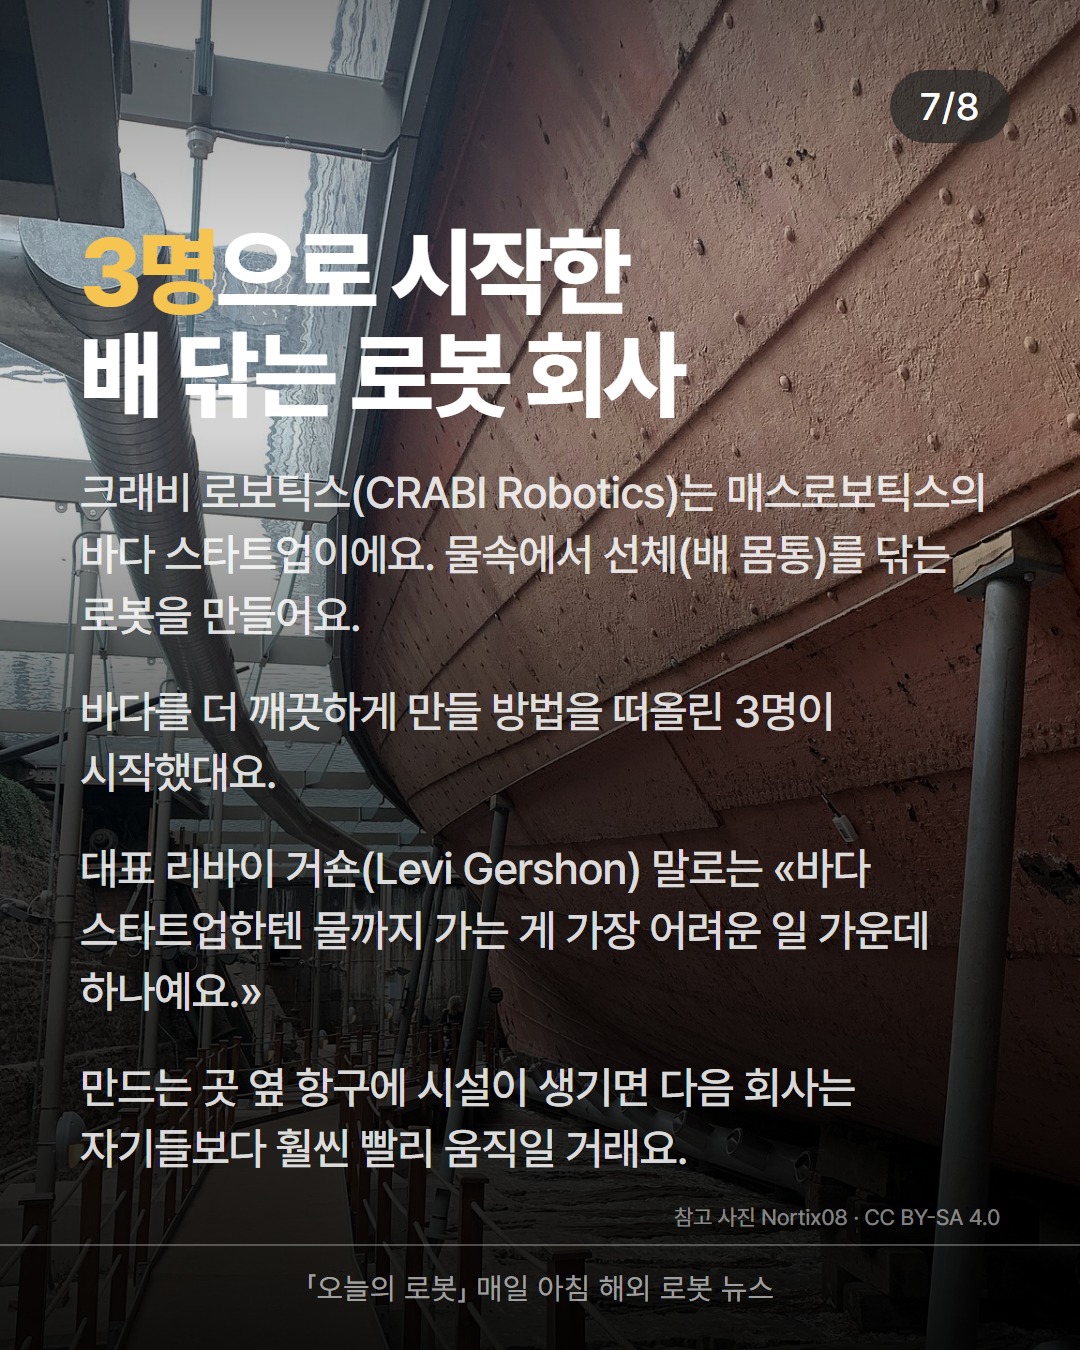 7/8
3명으로 시작한
배 닦는 로봇 회사
크래비 로보틱스(CRABI Robotics)는 매스로보틱스의
바다 스타트업이에요. 물속에서 선체(배 몸통)를 닦는
로봇을 만들어요.
바다를 더 깨끗하게 만들 방법을 떠올린 3명이
시작했대요.
대표 리바이 거숀(Levi Gershon) 말로는 «바다
스타트업한텐 물까지 가는 게 가장 어려운 일 가운데
하나예요.»
만드는 곳 옆 항구에 시설이 생기면 다음 회사는
자기들보다 훨씬 빨리 움직일 거래요.
참고 사진 Nortix08 · CC BY-SA 4.0
「오늘의 로봇」 매일 아침 해외 로봇 뉴스